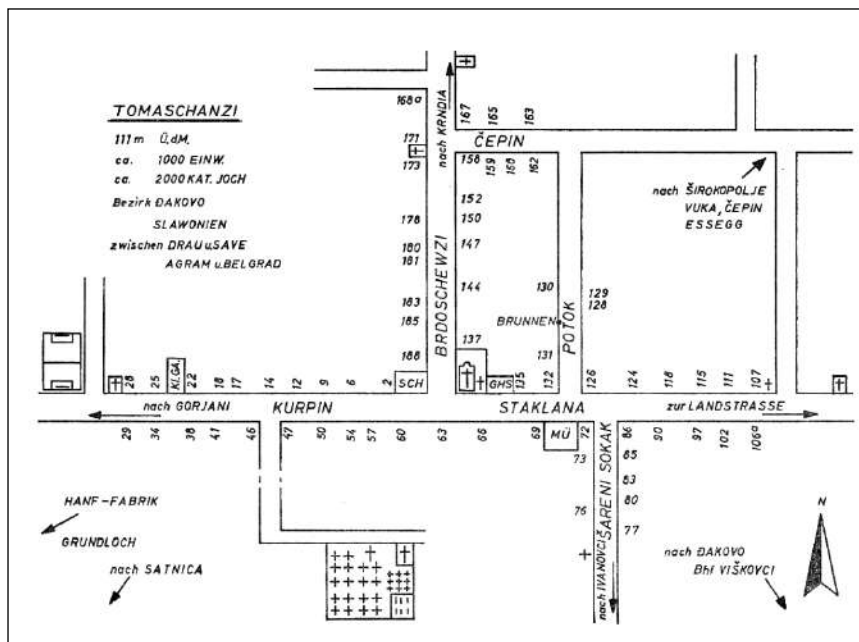 TOMASCHANZI
111 m Ü.d.M.
ca. 1000 EINW.
ca. 2000 KAT. JOCH
Bezirk ĐAKOVO
SLAWONIEN
zwischen DRAU u. SAVE
AGRAM u. BELGRAD
168a
171
173
178
180
181
183
185
188
nach KRNDIA
BRDOSCHEWZI
167 165 163
ČEPIN
158 159 160 162
152
150
147
144
137
130
BRUNNEN
131
POTOK
129
128
nach ŠIROKOPOLJE
VUKA, ČEPIN
ESSEGG
28 25 KI.GA. 22 18 17 14 12 9 6 2 SCH
GHS 135 132 126 124 118 115 111 107
nach GORJANI KURPIN STAKLANA zur LANDSTRASSE
29 34 38 41 46 47 50 54 57 60 63 66 69 MÜ 72
86 90 97 102 106a
73
76
85
83
80
77
ŠARENI SOKAK
nach IVANOVCI
HANF-FABRIK
GRUNDLOCH
nach SATNICA
nach ĐAKOVO
Bhf VIŠKOVCI
N